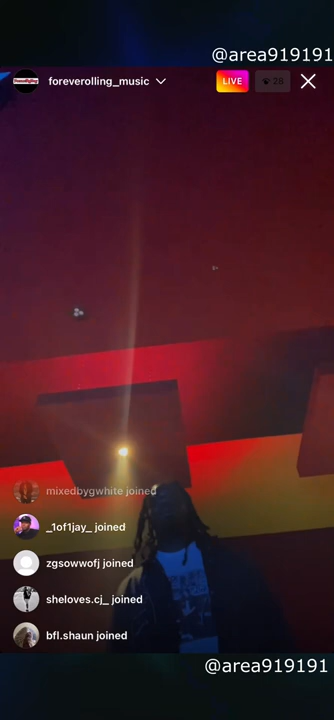 @area919191
foreverolling_music
LIVE
28
mixedbygwhite joined
_1of1jay_ joined
zgsowwofj joined
sheloves.cj_ joined
bfl.shaun joined
@area919191